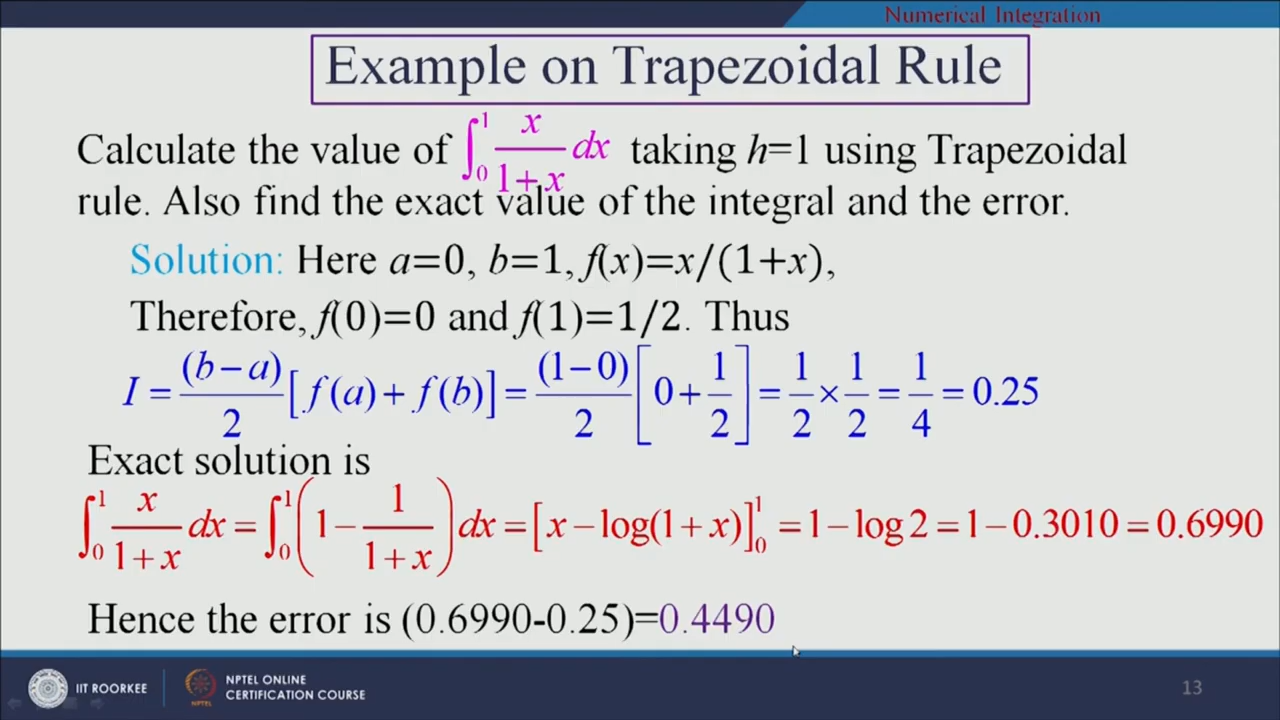 Numerical Integration
Example on Trapezoidal Rule
Calculate the value of ∫₀¹ x/(1+x) dx taking h=1 using Trapezoidal
rule. Also find the exact value of the integral and the error.
Solution: Here a=0, b=1, f(x)=x/(1+x),
Therefore, f(0)=0 and f(1)=1/2. Thus
I = (b−a)/2 [f(a)+f(b)] = (1−0)/2 [0+1/2] = 1/2 × 1/2 = 1/4 = 0.25
Exact solution is
∫₀¹ x/(1+x) dx = ∫₀¹ (1 − 1/(1+x)) dx = [x − log(1+x)]₀¹ = 1 − log 2 = 1 − 0.3010 = 0.6990
Hence the error is (0.6990-0.25)=0.4490
IIT ROORKEE
NPTEL
NPTEL ONLINE
CERTIFICATION COURSE
13